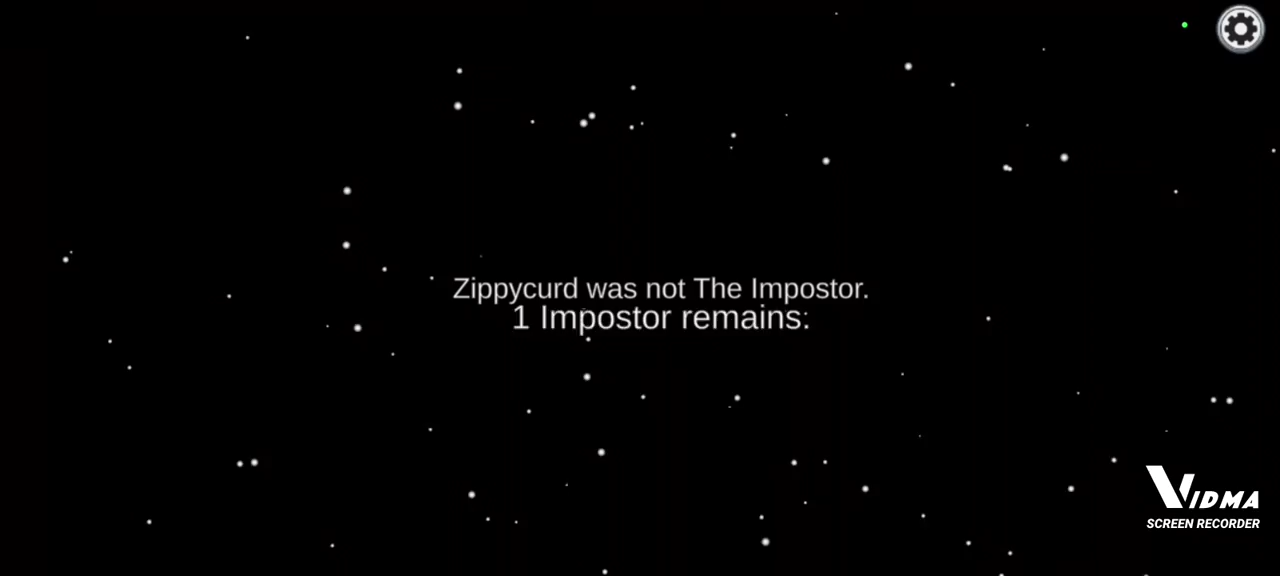 Zippycurd was not The Impostor.
1 Impostor remains.
VIDMA
SCREEN RECORDER